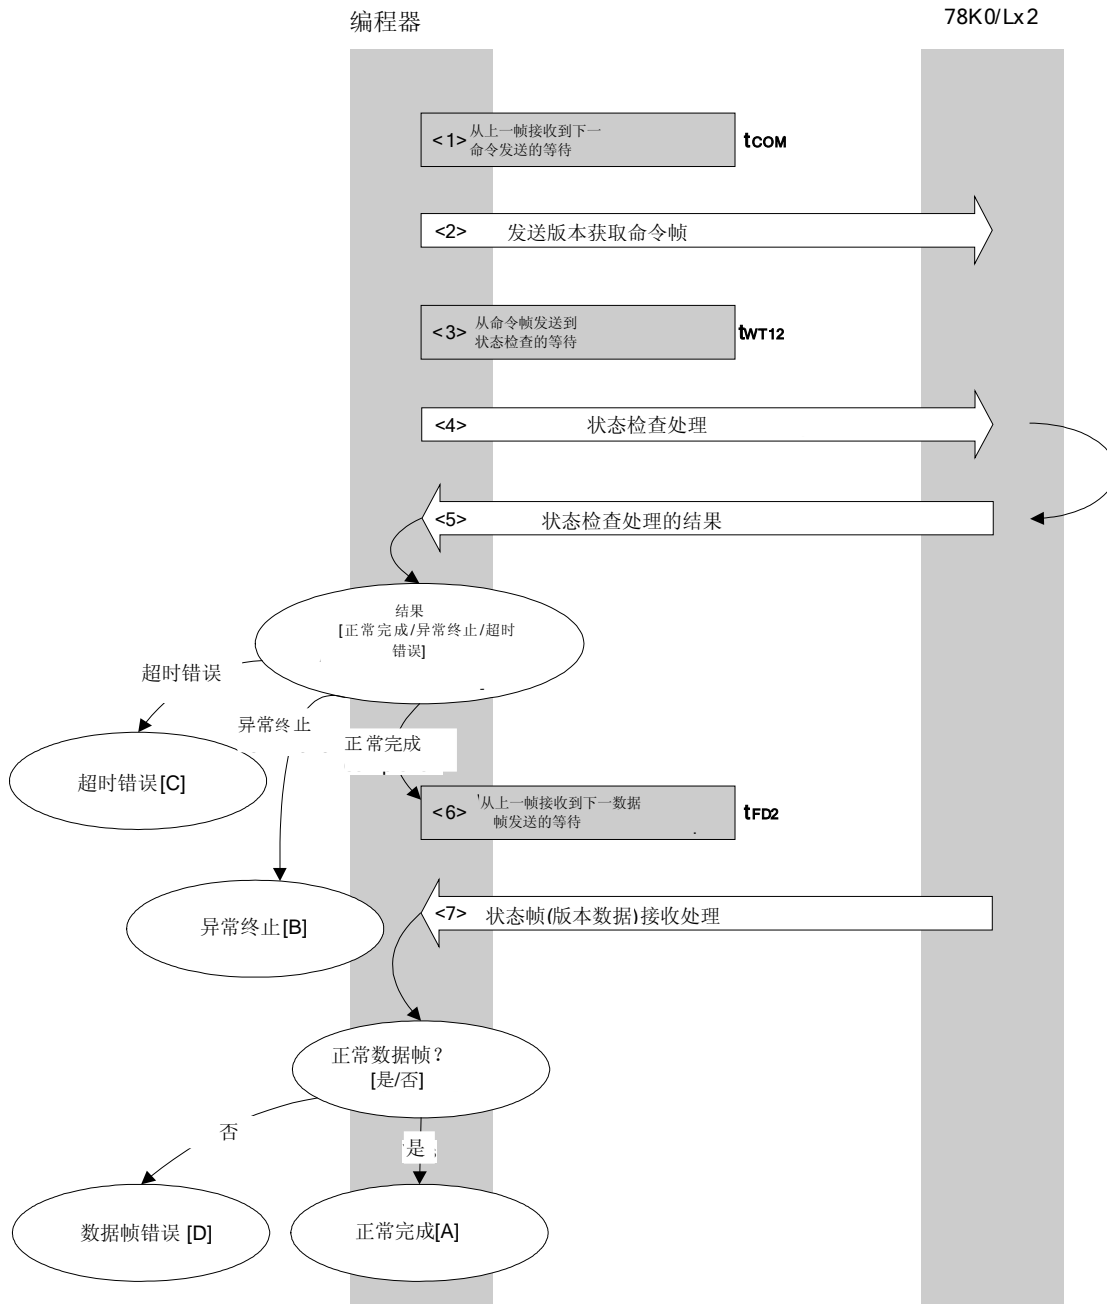 编程器
78K0/Lx2
<1> 从上一帧接收到下一
命令发送的等待
tCOM
<2> 发送版本获取命令帧
<3> 从命令帧发送到
状态检查的等待
tWT12
<4> 状态检查处理
<5> 状态检查处理的结果
结果
[正常完成/异常终止/超时
错误]
超时错误
异常终止
正常完成
超时错误[C]
<6> 从上一帧接收到下一数据
帧发送的等待
tFD2
异常终止[B]
<7> 状态帧(版本数据)接收处理
正常数据帧？
[是/否]
否
是
数据帧错误 [D]
正常完成[A]